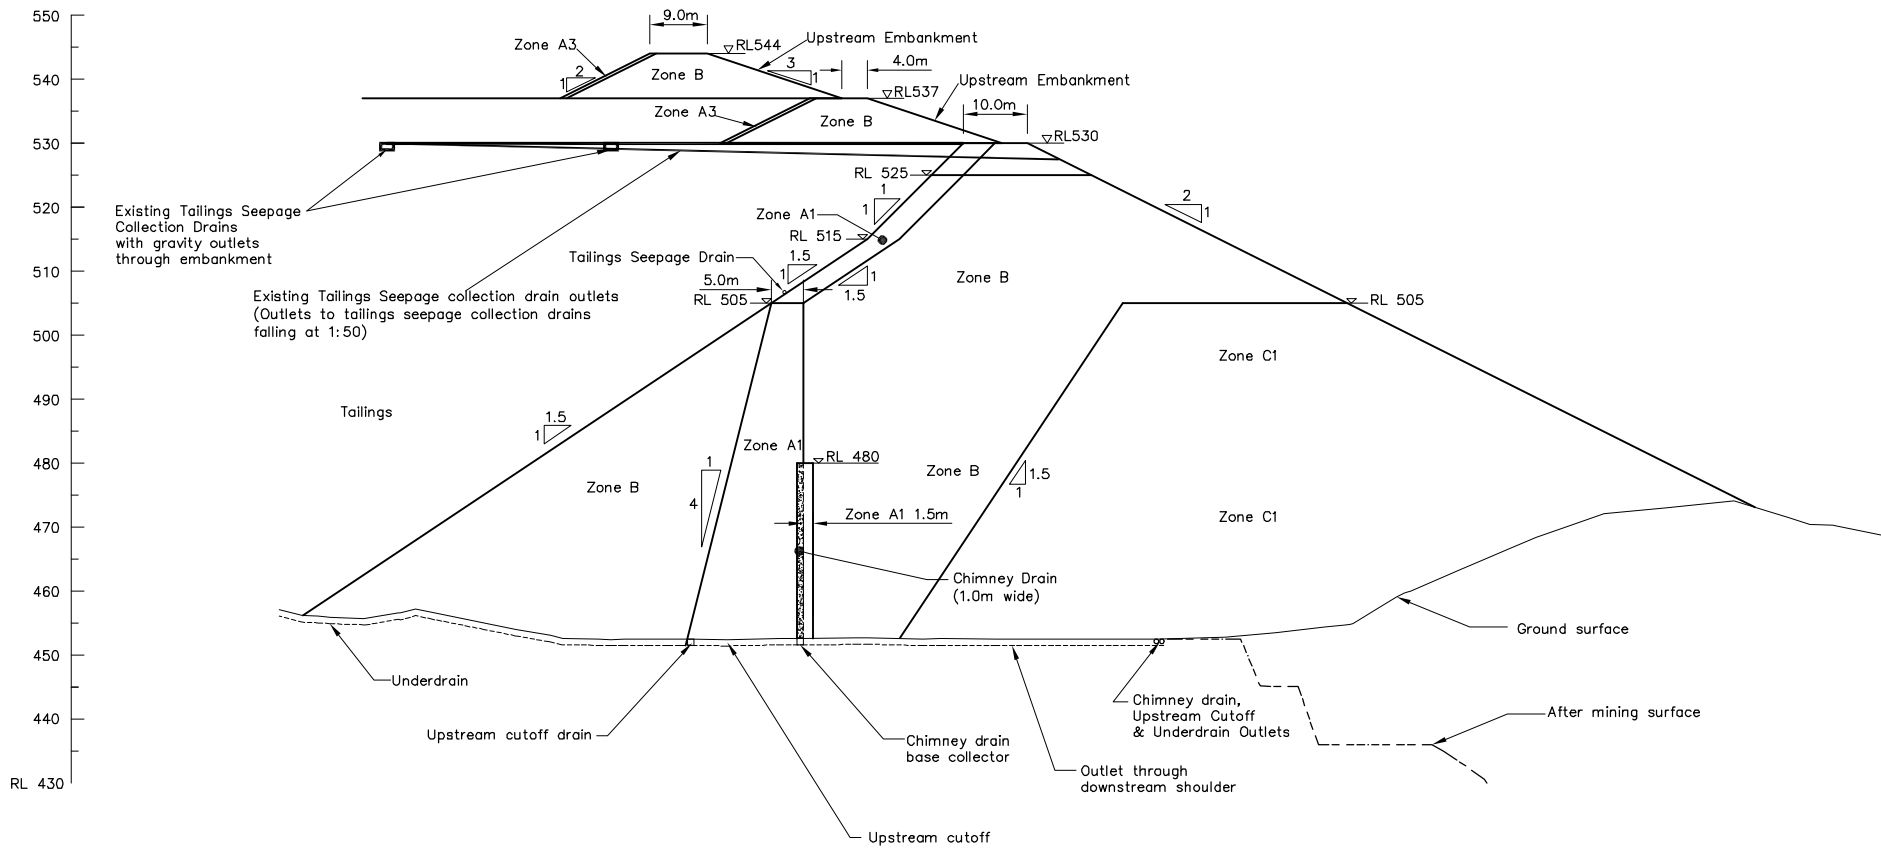 550
9.0m
Zone A3
RL544
Upstream Embankment
2
1
Zone B
3
1
4.0m
540
Upstream Embankment
RL537
10.0m
Zone A3
Zone B
530
RL530
RL 525
1
1
2
1
520
Existing Tailings Seepage
Collection Drains
with gravity outlets
through embankment
Zone A1
RL 515
Tailings Seepage Drain
1.5
1
1
1.5
510
5.0m
Zone B
Existing Tailings Seepage collection drain outlets
(Outlets to tailings seepage collection drains
falling at 1:50)
RL 505
RL 505
500
Zone C1
490
Tailings
1.5
1
Zone A1
480
RL 480
Zone B
1
4
Zone B
1.5
1
470
Zone A1 1.5m
Zone C1
460
Chimney Drain
(1.0m wide)
Ground surface
450
Underdrain
Chimney drain,
Upstream Cutoff
& Underdrain Outlets
440
After mining surface
Upstream cutoff drain
Chimney drain
base collector
Outlet through
downstream shoulder
RL 430
Upstream cutoff